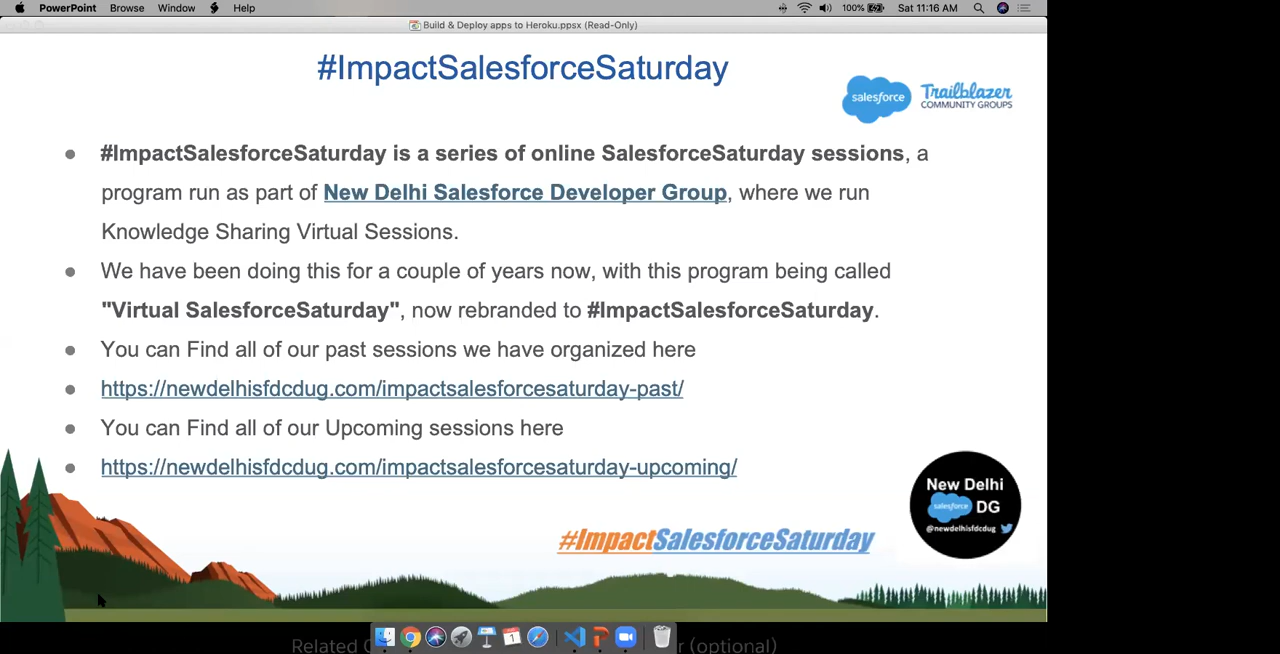 PowerPoint Browse Window Help 100% Sat 11:16 AM
Build & Deploy apps to Heroku.ppsx (Read-Only)
#ImpactSalesforceSaturday
salesforce
Trailblazer
COMMUNITY GROUPS
#ImpactSalesforceSaturday is a series of online SalesforceSaturday sessions, a
program run as part of New Delhi Salesforce Developer Group, where we run
Knowledge Sharing Virtual Sessions.
We have been doing this for a couple of years now, with this program being called
"Virtual SalesforceSaturday", now rebranded to #ImpactSalesforceSaturday.
You can Find all of our past sessions we have organized here
https://newdelhisfdcdug.com/impactsalesforcesaturday-past/
You can Find all of our Upcoming sessions here
https://newdelhisfdcdug.com/impactsalesforcesaturday-upcoming/
New Delhi
salesforce DG
@newdelhisfdcdug
#ImpactSalesforceSaturday
Related (optional)
1